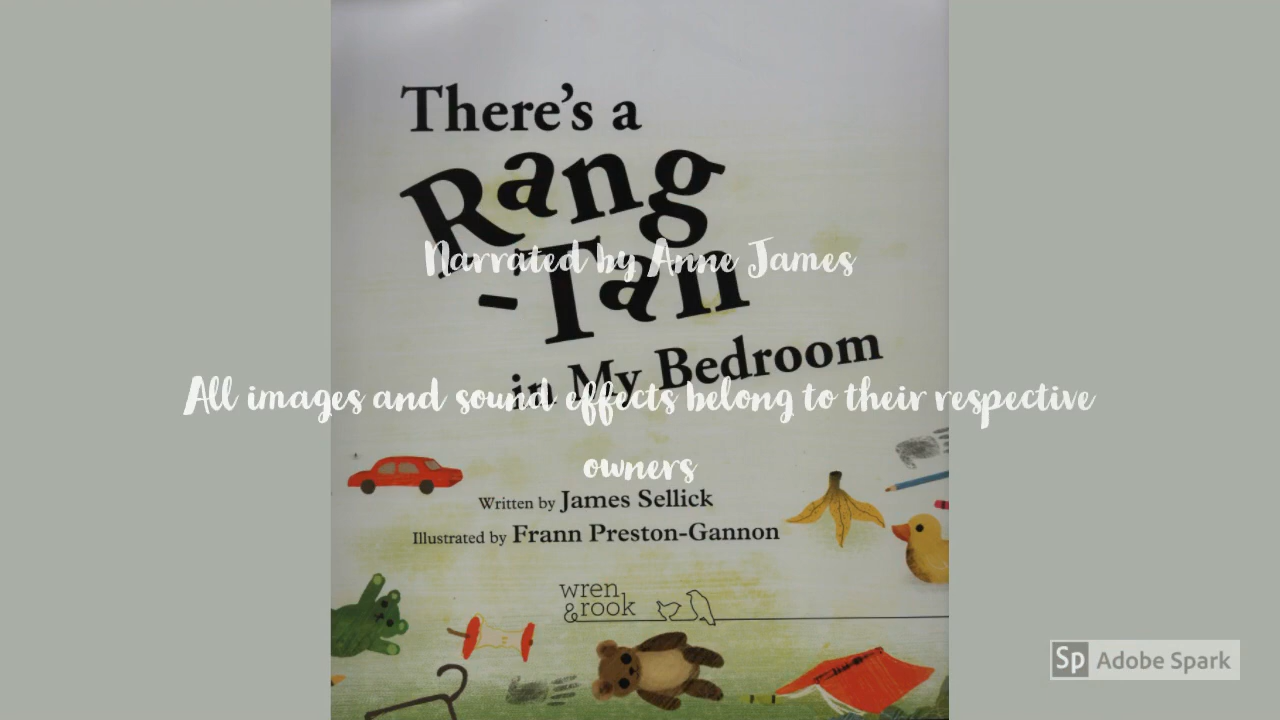 There's a
Rang
-Tan
in My Bedroom
Narrated by Anne James
All images and sound effects belong to their respective
owners
Written by James Sellick
Illustrated by Frann Preston-Gannon
wren
&rook
Sp Adobe Spark